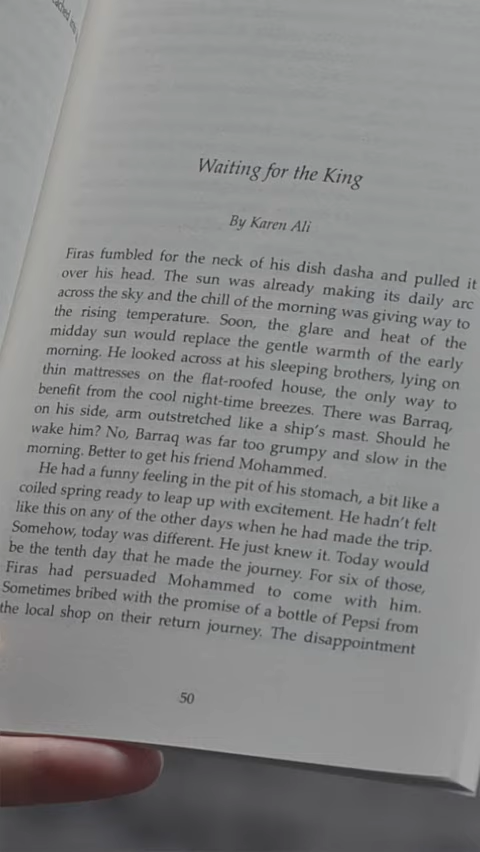 Waiting for the King
By Karen Ali
Firas fumbled for the neck of his dish dasha and pulled it
over his head. The sun was already making its daily arc
across the sky and the chill of the morning was giving way to
the rising temperature. Soon, the glare and heat of the
midday sun would replace the gentle warmth of the early
morning. He looked across at his sleeping brothers, lying on
thin mattresses on the flat-roofed house, the only way to
benefit from the cool night-time breezes. There was Barraq,
on his side, arm outstretched like a ship's mast. Should he
wake him? No, Barraq was far too grumpy and slow in the
morning. Better to get his friend Mohammed.
He had a funny feeling in the pit of his stomach, a bit like a
coiled spring ready to leap up with excitement. He hadn't felt
like this on any of the other days when he had made the trip.
Somehow, today was different. He just knew it. Today would
be the tenth day that he made the journey. For six of those,
Firas had persuaded Mohammed to come with him.
Sometimes bribed with the promise of a bottle of Pepsi from
the local shop on their return journey. The disappointment
50